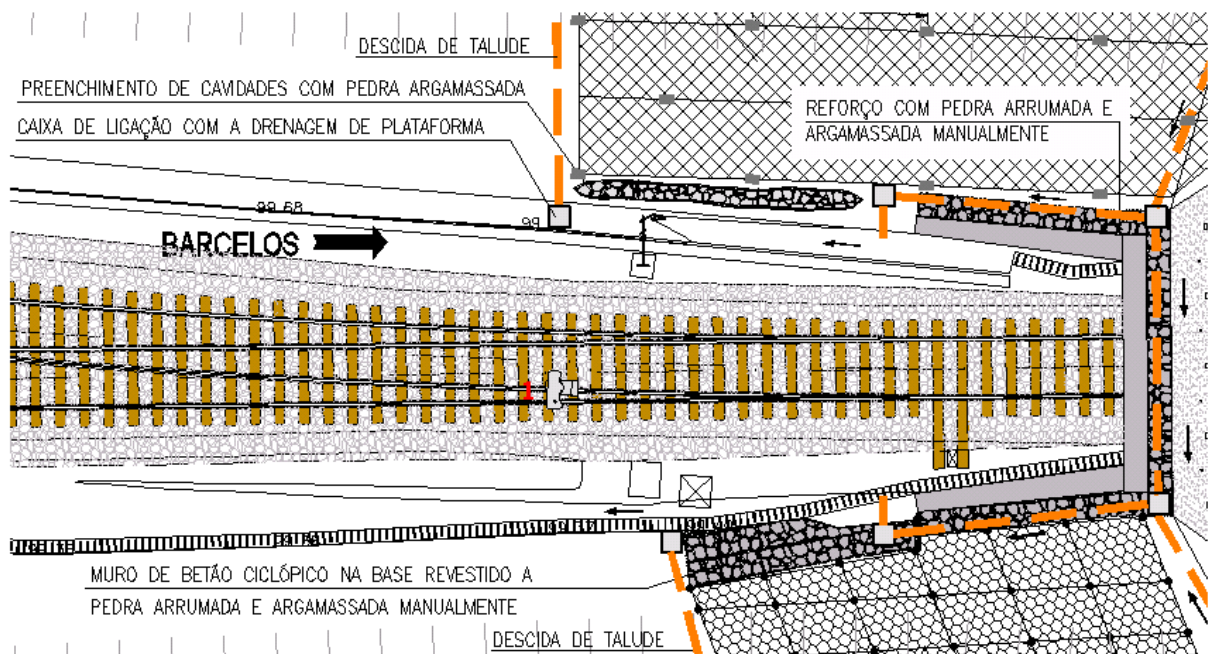 DESCIDA DE TALUDE
PREENCHIMENTO DE CAVIDADES COM PEDRA ARGAMASSADA
REFORÇO COM PEDRA ARRUMADA E
ARGAMASSADA MANUALMENTE
CAIXA DE LIGAÇÃO COM A DRENAGEM DE PLATAFORMA
99.68
99
BARCELOS
1
MURO DE BETÃO CICLÓPICO NA BASE REVESTIDO A
PEDRA ARRUMADA E ARGAMASSADA MANUALMENTE
DESCIDA DE TALUDE